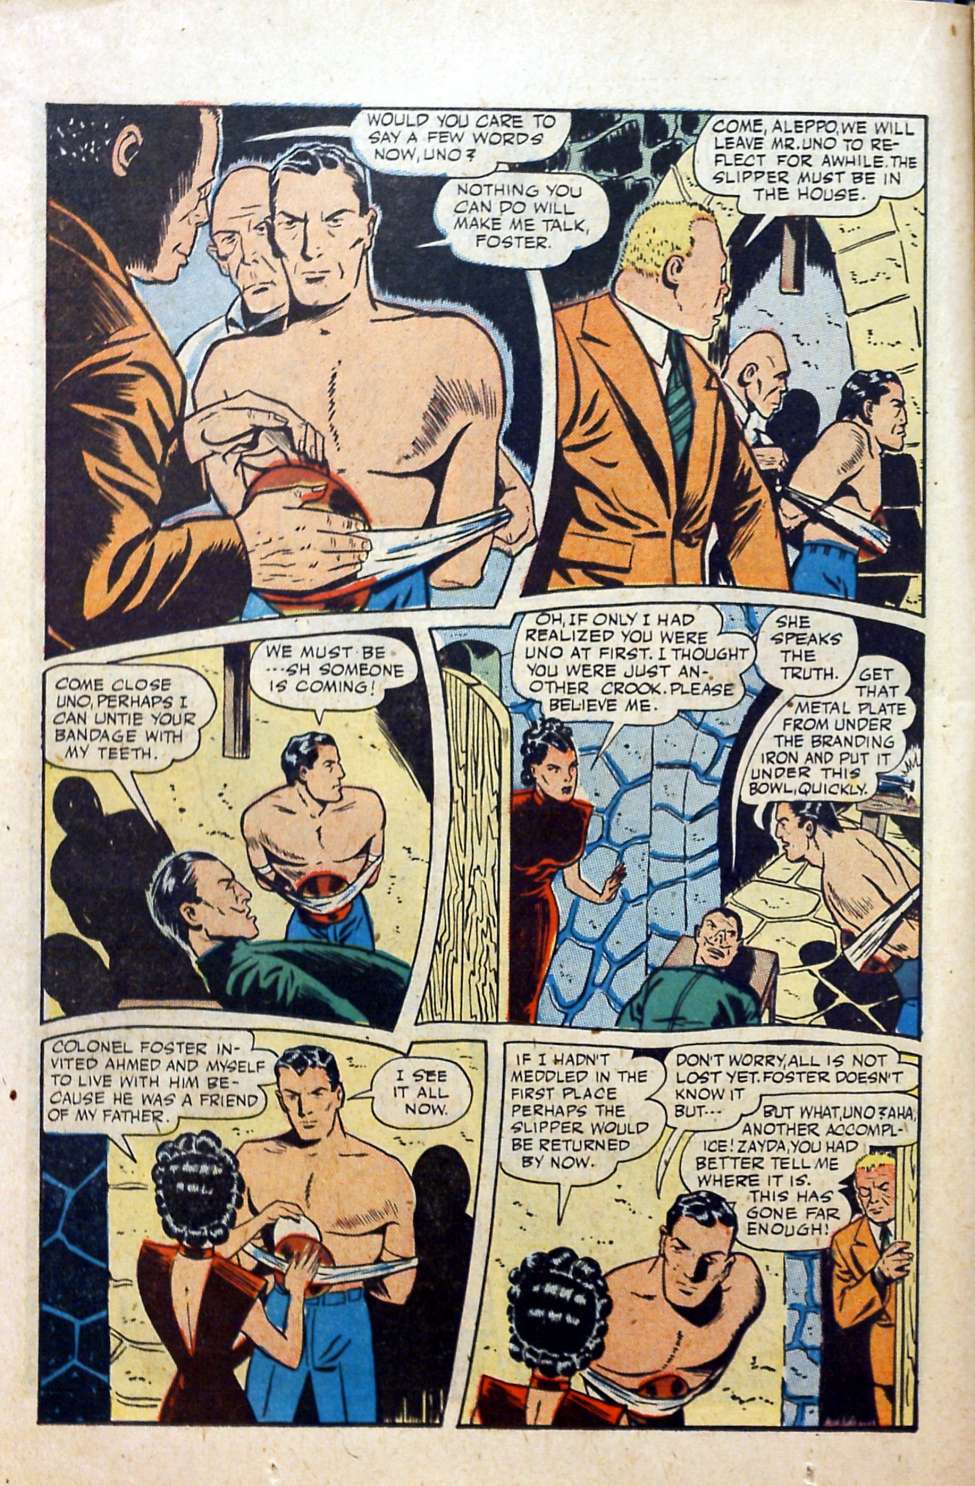 WOULD YOU CARE TO
SAY A FEW WORDS
NOW, UNO?
NOTHING YOU
CAN DO WILL
MAKE ME TALK,
FOSTER.
COME, ALEPPO, WE WILL
LEAVE MR. UNO TO RE-
FLECT FOR AWHILE. THE
SLIPPER MUST BE IN
THE HOUSE.
COME CLOSE
UNO, PERHAPS I
CAN UNTIE YOUR
BANDAGE WITH
MY TEETH.
WE MUST BE
...SH SOMEONE
IS COMING!
OH, IF ONLY I HAD
REALIZED YOU WERE
UNO AT FIRST. I THOUGHT
YOU WERE JUST AN-
OTHER CROOK. PLEASE
BELIEVE ME.
SHE
SPEAKS
THE
TRUTH.
GET
THAT
METAL PLATE
FROM UNDER
THE BRANDING
IRON AND PUT IT
UNDER THIS
BOWL, QUICKLY.
COLONEL FOSTER IN-
VITED AHMED AND MYSELF
TO LIVE WITH HIM BE-
CAUSE HE WAS A FRIEND
OF MY FATHER.
I SEE
IT ALL
NOW.
IF I HADN'T
MEDDLED IN THE
FIRST PLACE
PERHAPS THE
SLIPPER WOULD
BE RETURNED
BY NOW.
DON'T WORRY, ALL IS NOT
LOST YET. FOSTER DOESN'T
KNOW IT
BUT---
BUT WHAT, UNO? AHA,
ANOTHER ACCOMPL-
ICE! ZAYDA, YOU HAD
BETTER TELL ME
WHERE IT IS.
THIS HAS
GONE FAR
ENOUGH!